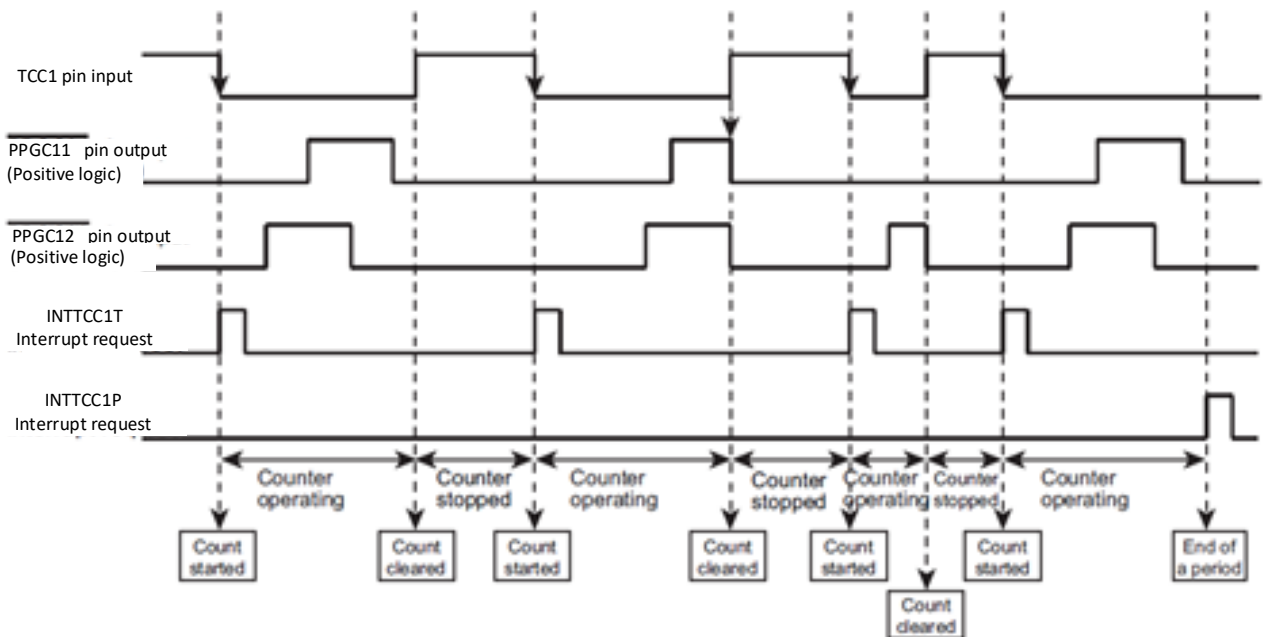 TCC1 pin input
PPGC11 pin output
(Positive logic)
PPGC12 pin output
(Positive logic)
INTTCC1T
Interrupt request
INTTCC1P
Interrupt request
Counter
operating
Counter
stopped
Counter
operating
Counter
stopped
Counter
operating
Counter
stopped
Counter
operating
Count
started
Count
cleared
Count
started
Count
cleared
Count
started
Count
cleared
Count
started
End of
a period